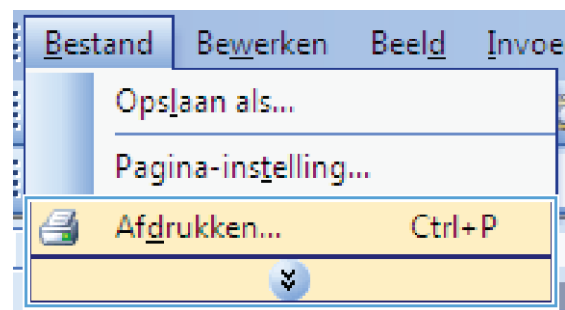 Bestand Bewerken Beeld Invoe
Opslaan als...
Pagina-instelling...
Afdrukken... Ctrl+P